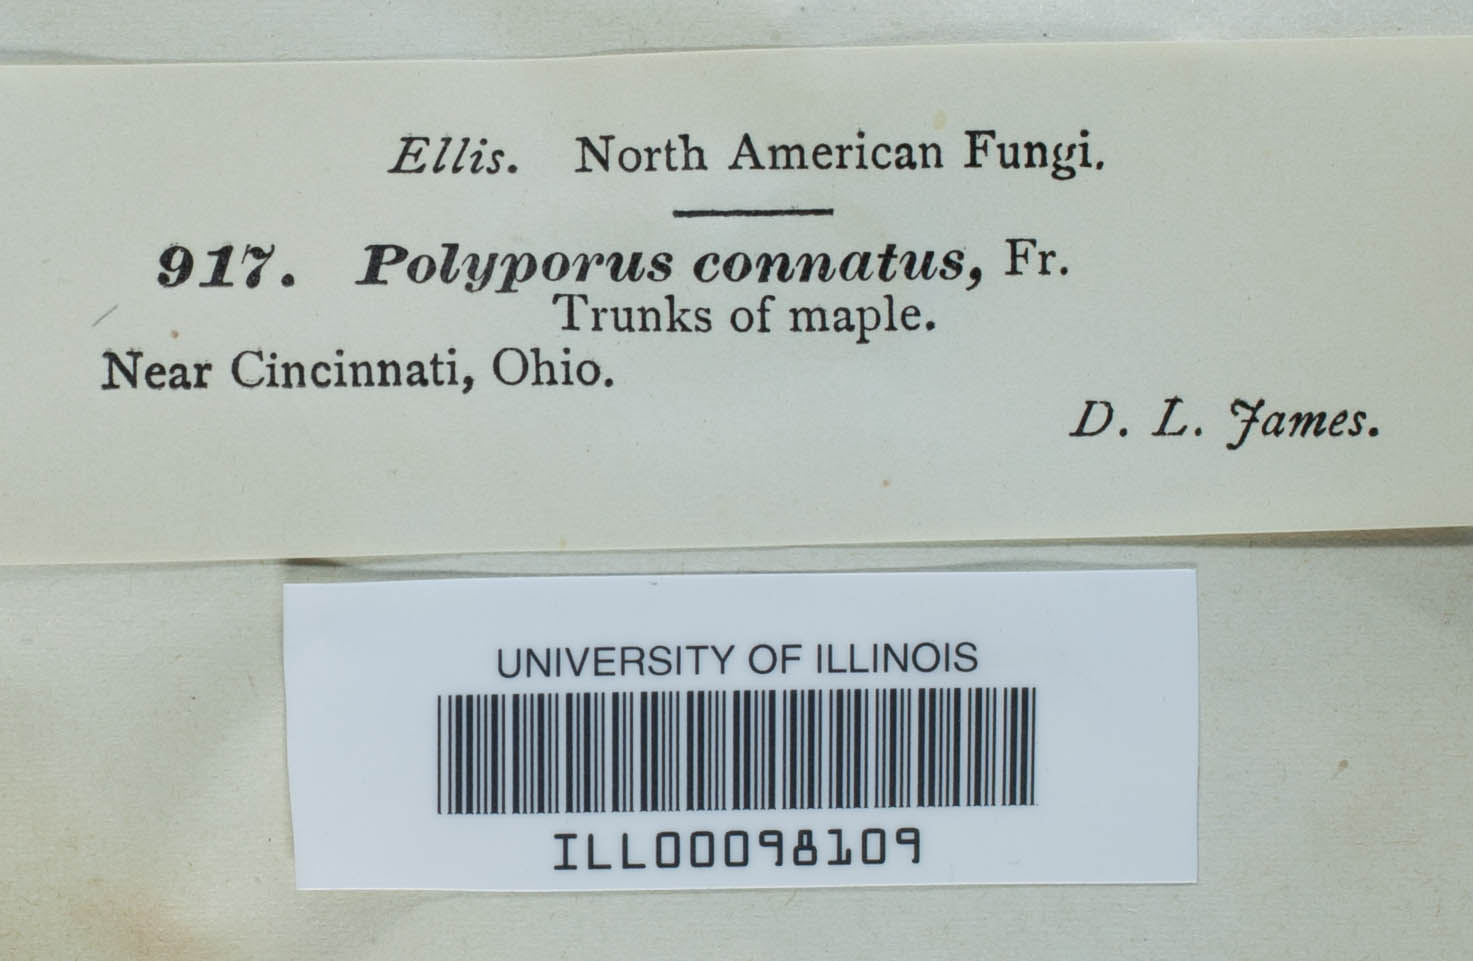 Ellis. North American Fungi.
917. Polyporus connatus, Fr.
Trunks of maple.
Near Cincinnati, Ohio.
D. L. James.
UNIVERSITY OF ILLINOIS
ILL00098109